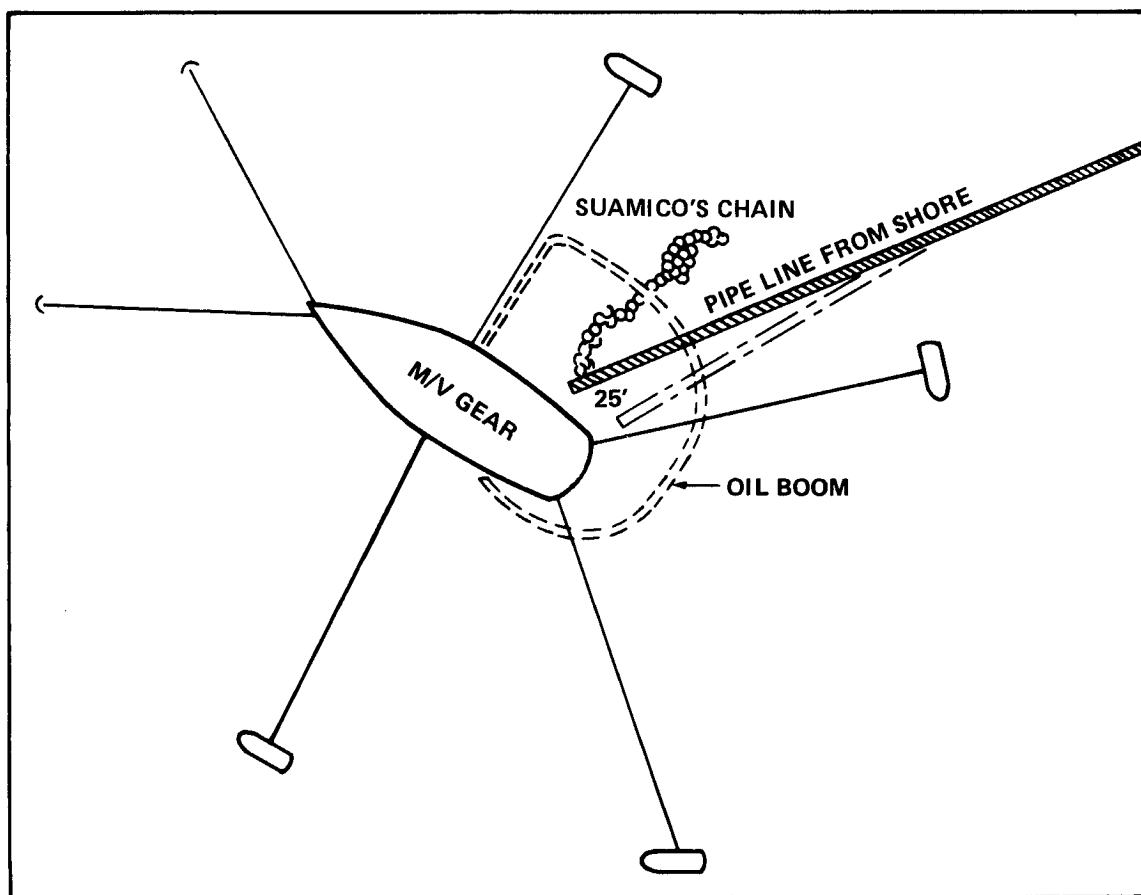 SUAMICO'S CHAIN
PIPE LINE FROM SHORE
M/V GEAR
25'
OIL BOOM